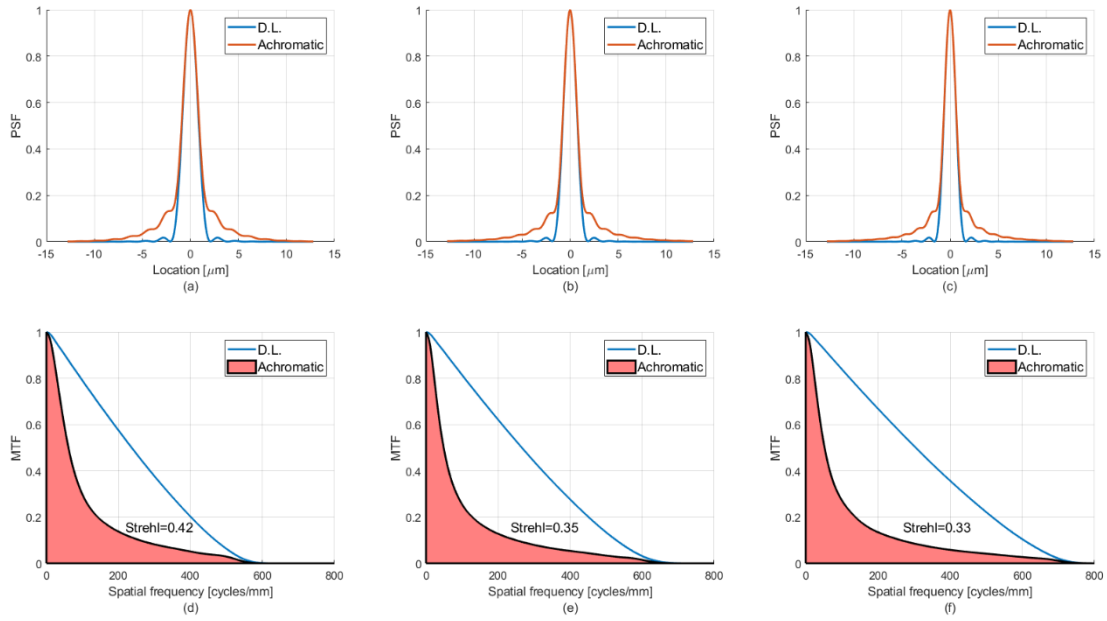 1
0.8
0.6
0.4
0.2
0
PSF
D.L.
Achromatic
-15 -10 -5 0 5 10 15
Location [μm]
(a)
1
0.8
0.6
0.4
0.2
0
PSF
D.L.
Achromatic
-15 -10 -5 0 5 10 15
Location [μm]
(b)
1
0.8
0.6
0.4
0.2
0
PSF
D.L.
Achromatic
-15 -10 -5 0 5 10 15
Location [μm]
(c)
1
0.8
0.6
0.4
0.2
0
MTF
D.L.
Achromatic
Strehl=0.42
0 200 400 600 800
Spatial frequency [cycles/mm]
(d)
1
0.8
0.6
0.4
0.2
0
MTF
D.L.
Achromatic
Strehl=0.35
0 200 400 600 800
Spatial frequency [cycles/mm]
(e)
1
0.8
0.6
0.4
0.2
0
MTF
D.L.
Achromatic
Strehl=0.33
0 200 400 600 800
Spatial frequency [cycles/mm]
(f)